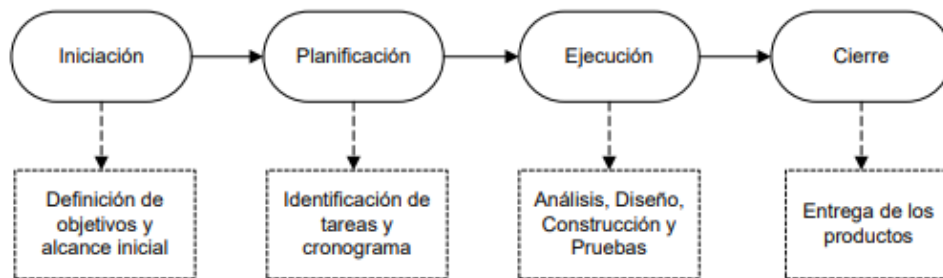 Iniciación
Planificación
Ejecución
Cierre
Definición de
objetivos y
alcance inicial
Identificación de
tareas y
cronograma
Análisis, Diseño,
Construcción y
Pruebas
Entrega de los
productos